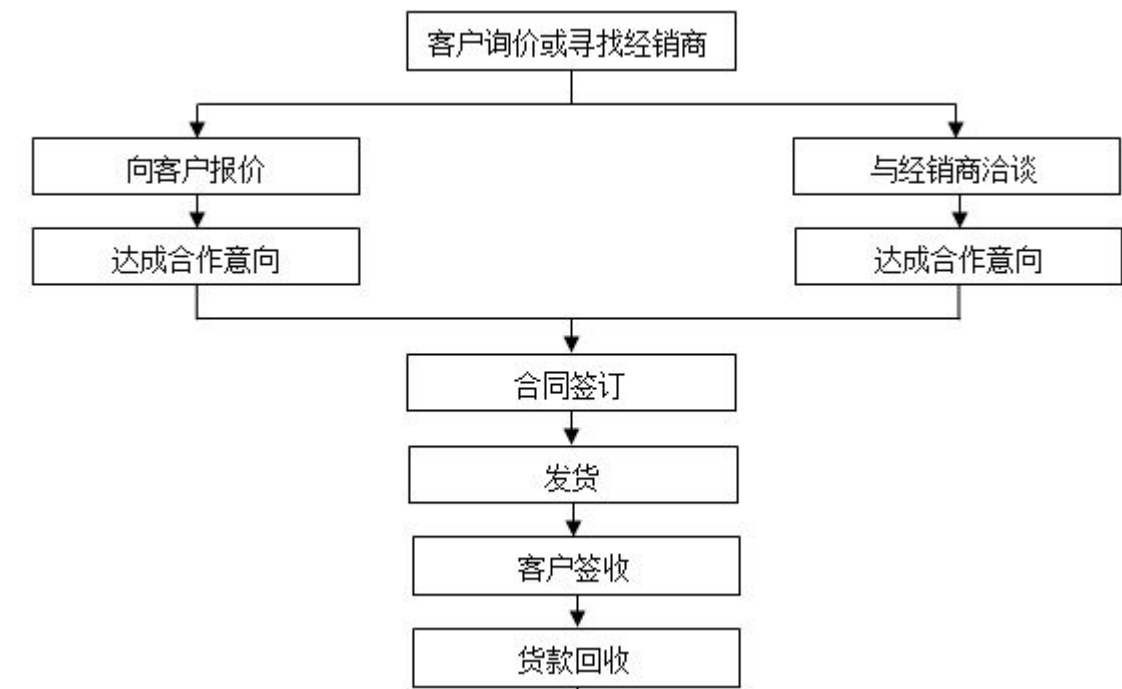 客户询价或寻找经销商
向客户报价
与经销商洽谈
达成合作意向
达成合作意向
合同签订
发货
客户签收
货款回收